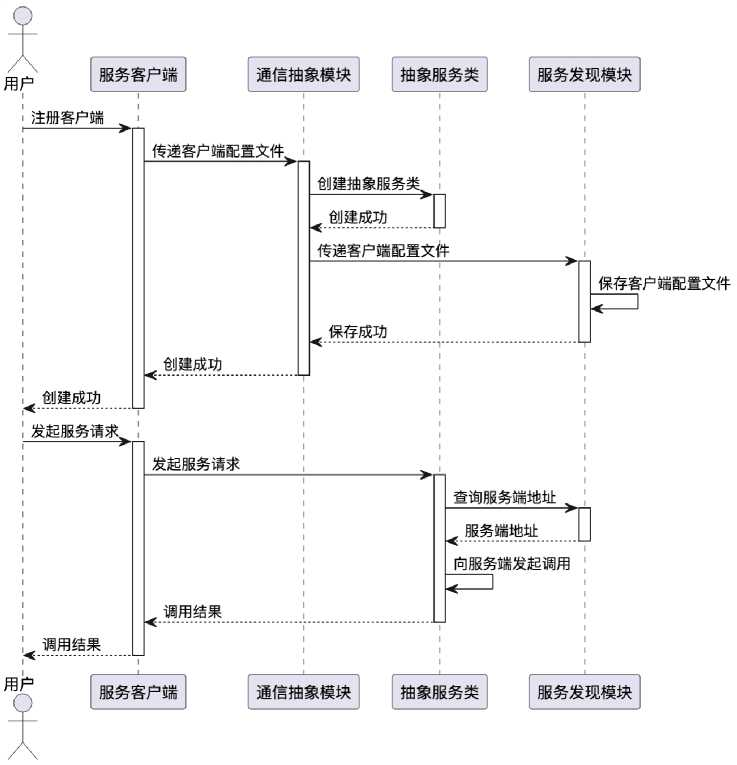 用户
服务客户端
通信抽象模块
抽象服务类
服务发现模块
注册客户端
传递客户端配置文件
创建抽象服务类
创建成功
传递客户端配置文件
保存客户端配置文件
保存成功
创建成功
创建成功
发起服务请求
发起服务请求
查询服务端地址
服务端地址
向服务端发起调用
调用结果
调用结果
用户
服务客户端
通信抽象模块
抽象服务类
服务发现模块